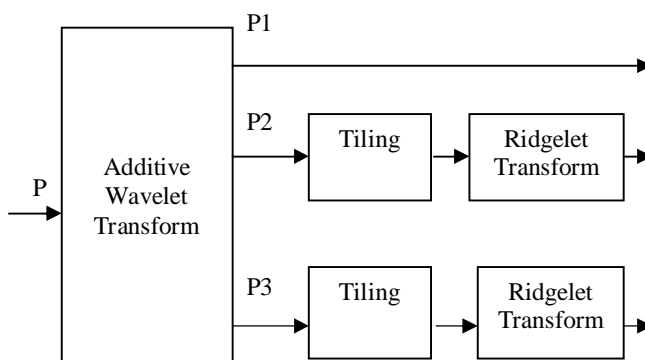 P1
P2
Tiling
Ridgelet
Transform
P
Additive
Wavelet
Transform
P3
Tiling
Ridgelet
Transform